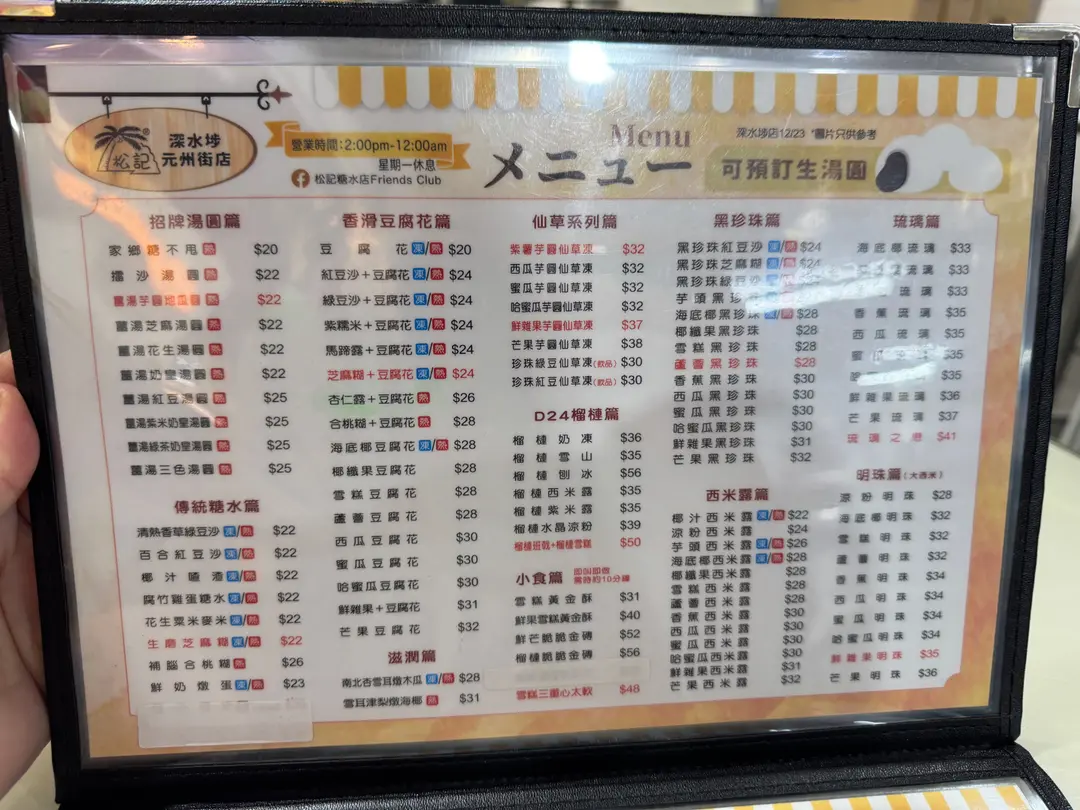 松記
深水埗
元州街店
營業時間:2:00pm-12:00am
星期一休息
松記糖水店Friends Club
Menu
メニュー
深水埗店12/23 *圖片只供參考
可預訂生湯圓
招牌湯圓篇
家鄉糖不甩 熱 $20
擂沙湯圓 熱 $22
薑湯芋圓地瓜圓 熱 $22
薑湯芝麻湯圓 熱 $22
薑湯花生湯圓 熱 $22
薑湯奶皇湯圓 熱 $22
薑湯紅豆湯圓 熱 $25
薑湯紫米奶皇湯圓 熱 $25
薑湯綠茶奶皇湯圓 熱 $25
薑湯三色湯圓 熱 $25
傳統糖水篇
清熱香草綠豆沙 凍/熱 $22
百合紅豆沙 凍/熱 $22
椰汁喳渣 凍/熱 $22
腐竹雞蛋糖水 凍/熱 $22
花生粟米麥米 凍/熱 $22
生磨芝麻糊 凍/熱 $22
補腦合桃糊 熱 $26
鮮奶燉蛋 凍/熱 $23
香滑豆腐花篇
豆腐花 凍/熱 $20
紅豆沙+豆腐花 凍/熱 $24
綠豆沙+豆腐花 凍/熱 $24
紫糯米+豆腐花 凍/熱 $24
馬蹄露+豆腐花 凍/熱 $24
芝麻糊+豆腐花 凍/熱 $24
杏仁露+豆腐花 熱 $26
合桃糊+豆腐花 熱 $28
海底椰豆腐花 凍/熱 $28
椰纖果豆腐花 $28
雪糕豆腐花 $28
蘆薈豆腐花 $28
西瓜豆腐花 $30
蜜瓜豆腐花 $30
哈蜜瓜豆腐花 $30
鮮雜果+豆腐花 $31
芒果豆腐花 $32
滋潤篇
南北杏雪耳燉木瓜 凍/熱 $28
雪耳津梨燉海椰 熱 $31
仙草系列篇
紫薯芋圓仙草凍 $32
西瓜芋圓仙草凍 $32
蜜瓜芋圓仙草凍 $32
哈蜜瓜芋圓仙草凍 $32
鮮雜果芋圓仙草凍 $37
芒果芋圓仙草凍 $38
珍珠綠豆仙草凍(飲品) $30
珍珠紅豆仙草凍(飲品) $30
D24榴槤篇
榴槤奶凍 $36
榴槤雪山 $35
榴槤刨冰 $56
榴槤西米露 $35
榴槤紫米露 $35
榴槤水晶涼粉 $39
榴槤班戟+榴槤雪糕 $50
小食篇 即叫即做
需時約10分鐘
雪糕黃金酥 $31
鮮果雪糕黃金酥 $40
鮮芒脆脆金磚 $52
榴槤脆脆金磚 $56
雪糕三重心太軟 $48
黑珍珠篇
黑珍珠紅豆沙 凍/熱 $24
黑珍珠芝麻糊 凍/熱 $24
黑珍珠綠豆沙
芋頭黑珍珠
海底椰黑珍珠 $28
椰纖果黑珍珠 $28
雪糕黑珍珠 $28
蘆薈黑珍珠 $28
香蕉黑珍珠 $30
西瓜黑珍珠 $30
蜜瓜黑珍珠 $30
哈蜜瓜黑珍珠 $30
鮮雜果黑珍珠 $31
芒果黑珍珠 $32
西米露篇
椰汁西米露 凍/熱 $22
涼粉西米露 $24
芋頭西米露 凍/熱 $26
海底椰西米露 凍/熱 $28
椰纖果西米露 $28
雪糕西米露 $28
蘆薈西米露 $28
香蕉西米露 $30
西瓜西米露 $30
蜜瓜西米露 $30
哈蜜瓜西米露 $30
鮮雜果西米露 $31
芒果西米露 $32
琉璃篇
海底椰琉璃 $33
琉璃 $33
琉璃 $33
香蕉琉璃 $35
西瓜琉璃 $35
蜜 琉璃 $35
琉璃 $35
鮮雜果琉璃 $36
芒果琉璃 $37
琉璃之戀 $41
明珠篇(大西米)
涼粉明珠 $28
海底椰明珠 $32
雪糕明珠 $32
蘆薈明珠 $32
香蕉明珠 $34
西瓜明珠 $34
蜜瓜明珠 $34
哈蜜瓜明珠 $34
鮮雜果明珠 $35
芒果明珠 $36